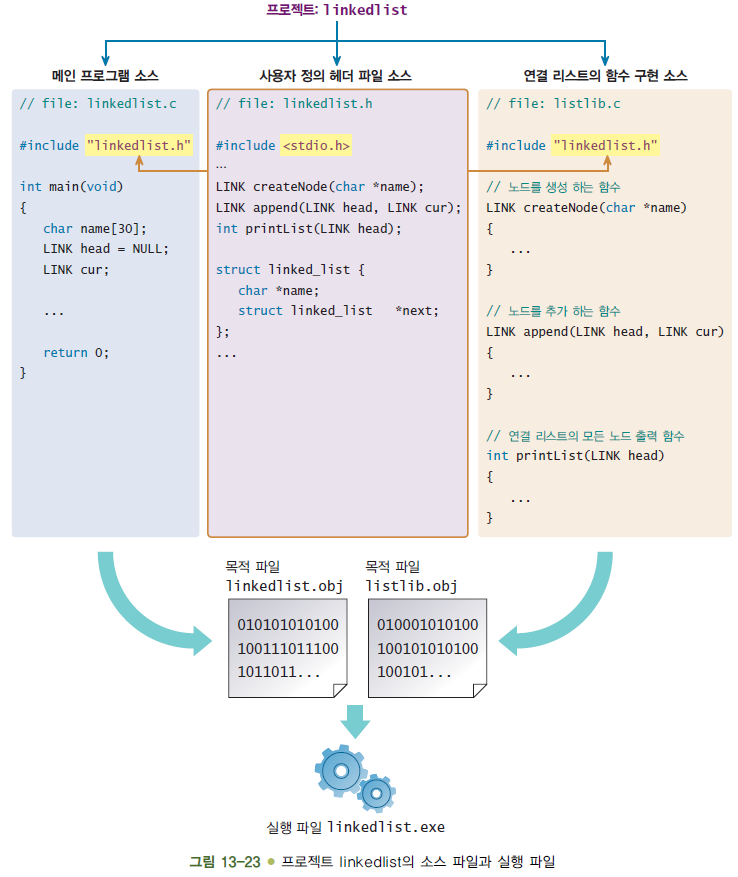 프로젝트: linkedlist
메인 프로그램 소스
// file: linkedlist.c
#include "linkedlist.h"
int main(void)
{
char name[30];
LINK head = NULL;
LINK cur;
...
return 0;
}
사용자 정의 헤더 파일 소스
// file: linkedlist.h
#include <stdio.h>
...
LINK createNode(char *name);
LINK append(LINK head, LINK cur);
int printList(LINK head);
struct linked_list {
char *name;
struct linked_list *next;
};
...
연결 리스트의 함수 구현 소스
// file: listlib.c
#include "linkedlist.h"
// 노드를 생성 하는 함수
LINK createNode(char *name)
{
...
}
// 노드를 추가 하는 함수
LINK append(LINK head, LINK cur)
{
...
}
// 연결 리스트의 모든 노드 출력 함수
int printList(LINK head)
{
...
}
목적 파일
linkedlist.obj
010101010100
100111011100
1011011...
목적 파일
listlib.obj
010001010100
100101010100
100101...
실행 파일 linkedlist.exe
그림 13-23 ● 프로젝트 linkedlist의 소스 파일과 실행 파일